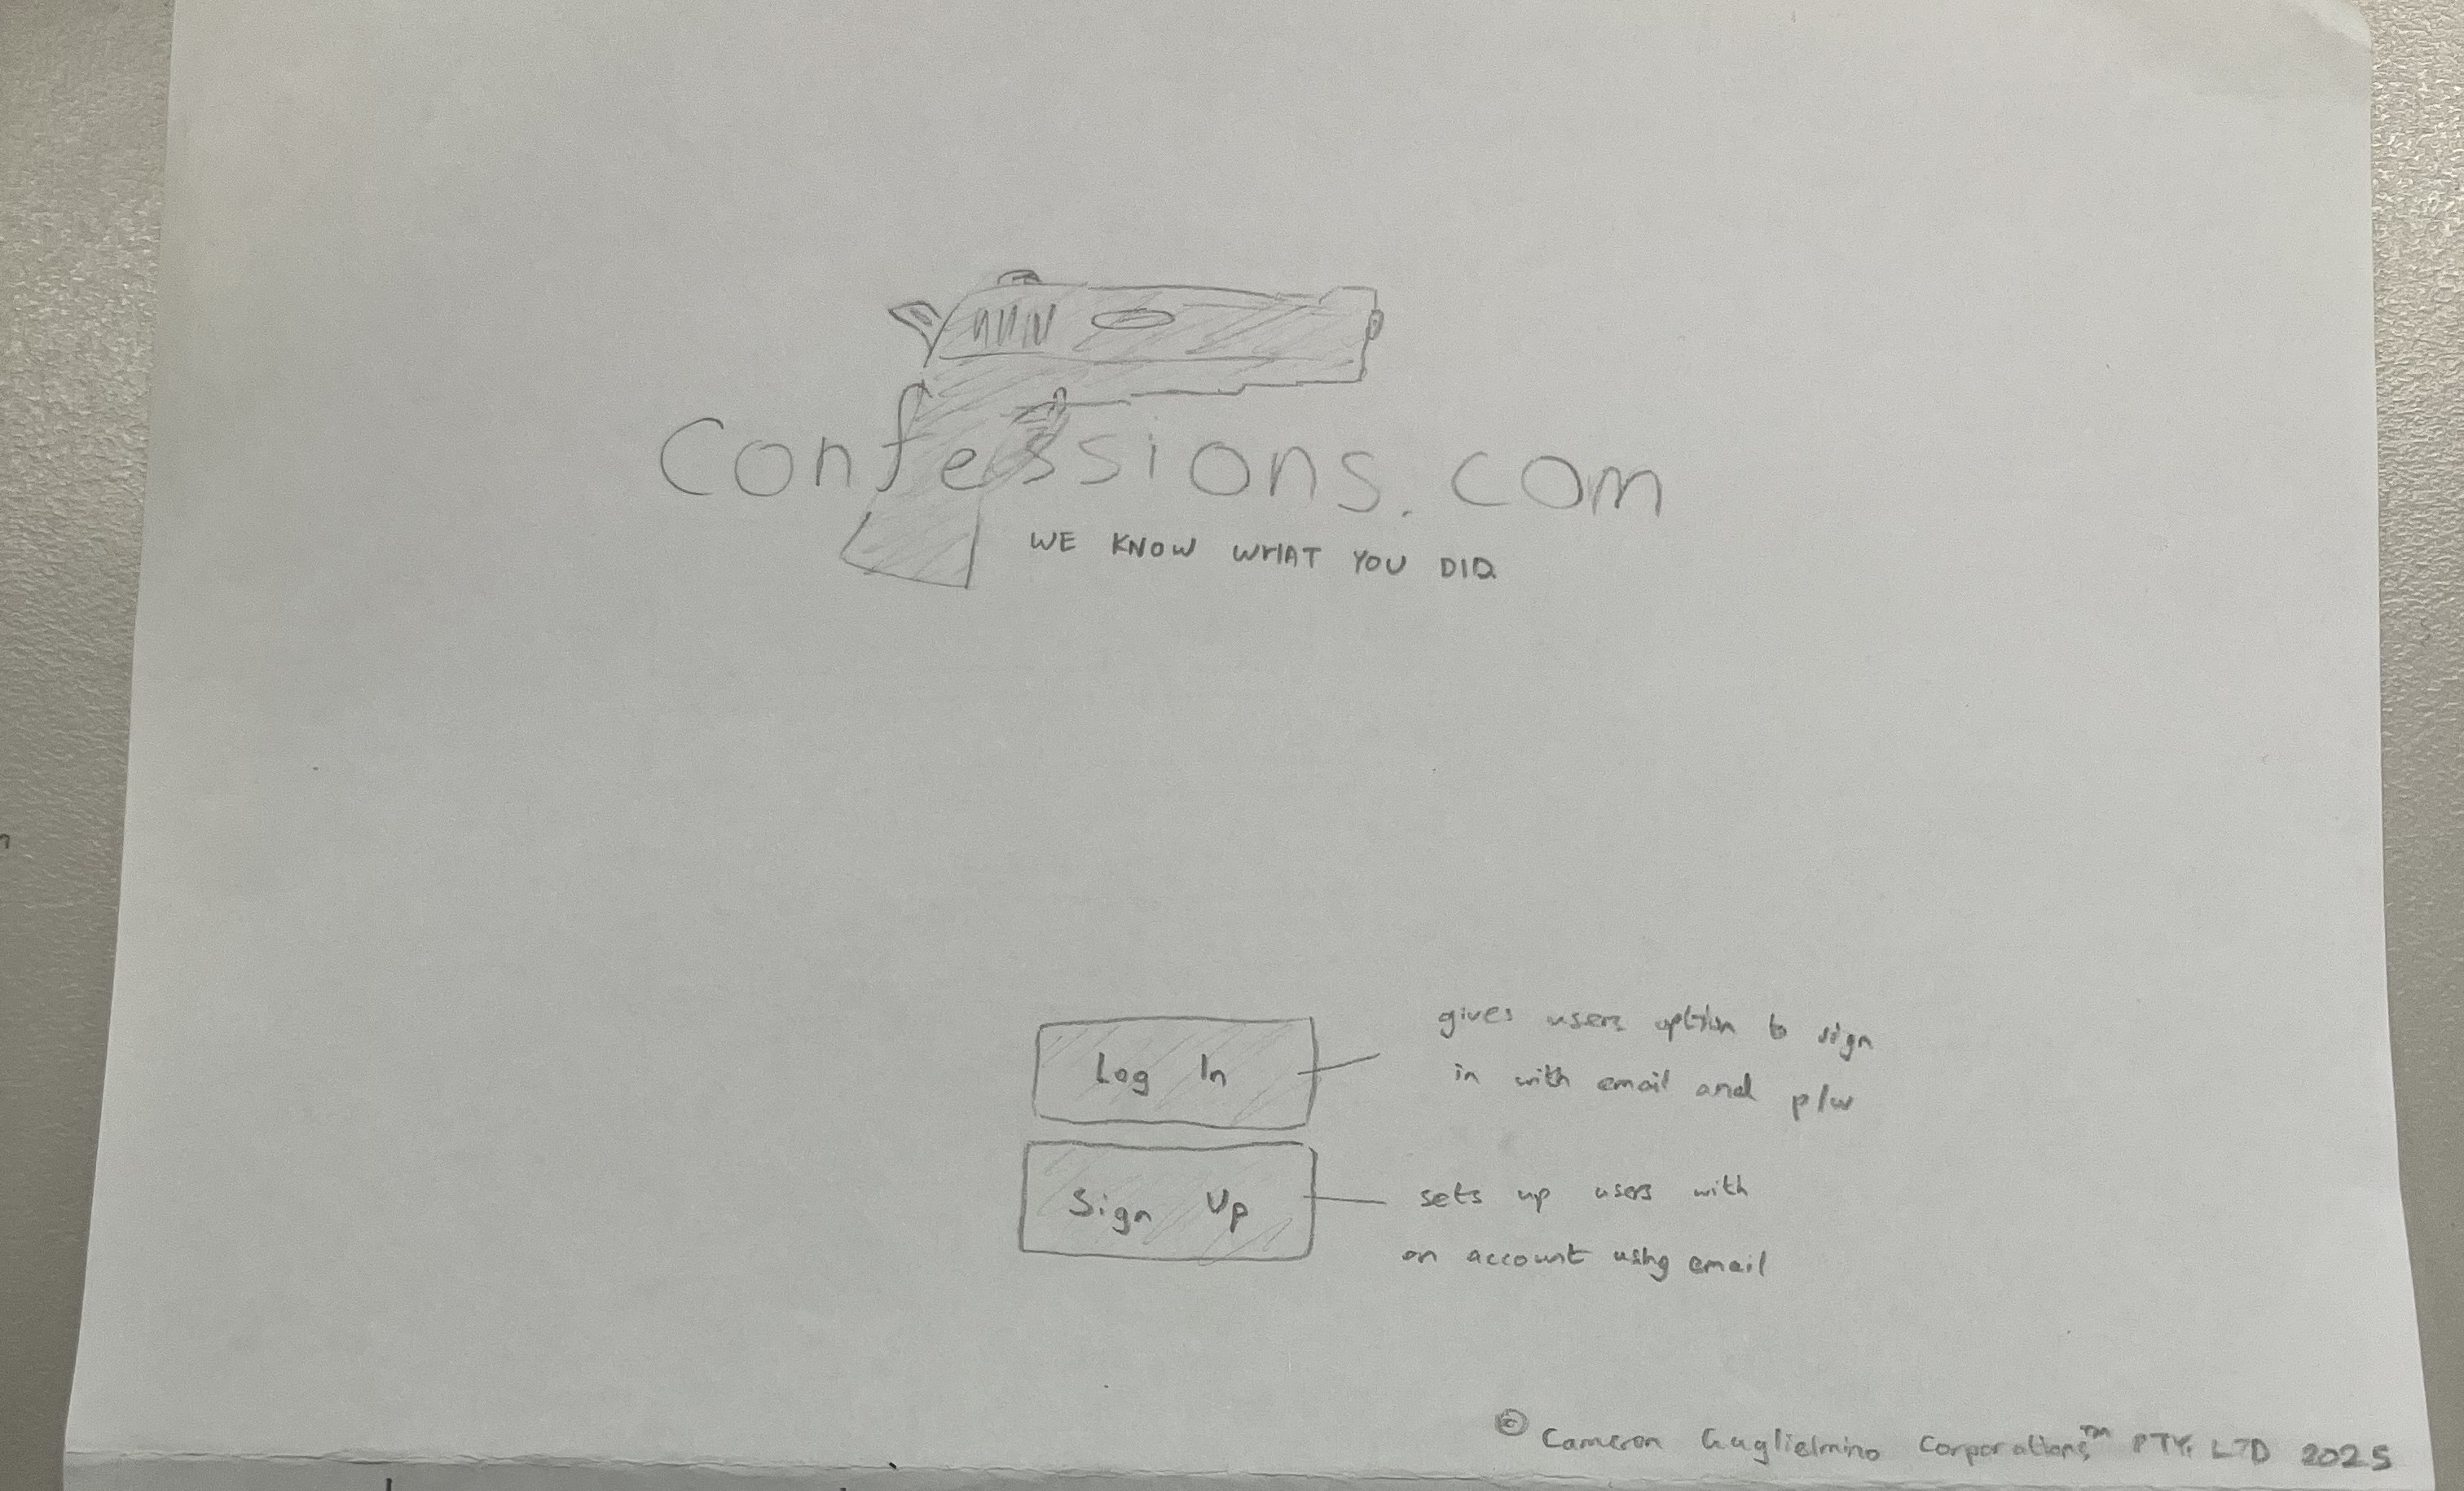 Confessions.com
WE KNOW WHAT YOU DID.
Log In
gives users option to sign
in with email and p/w
Sign Up
sets up users with
an account using email
© Cameron Guglielmino Corporations™ PTY. LTD 2025